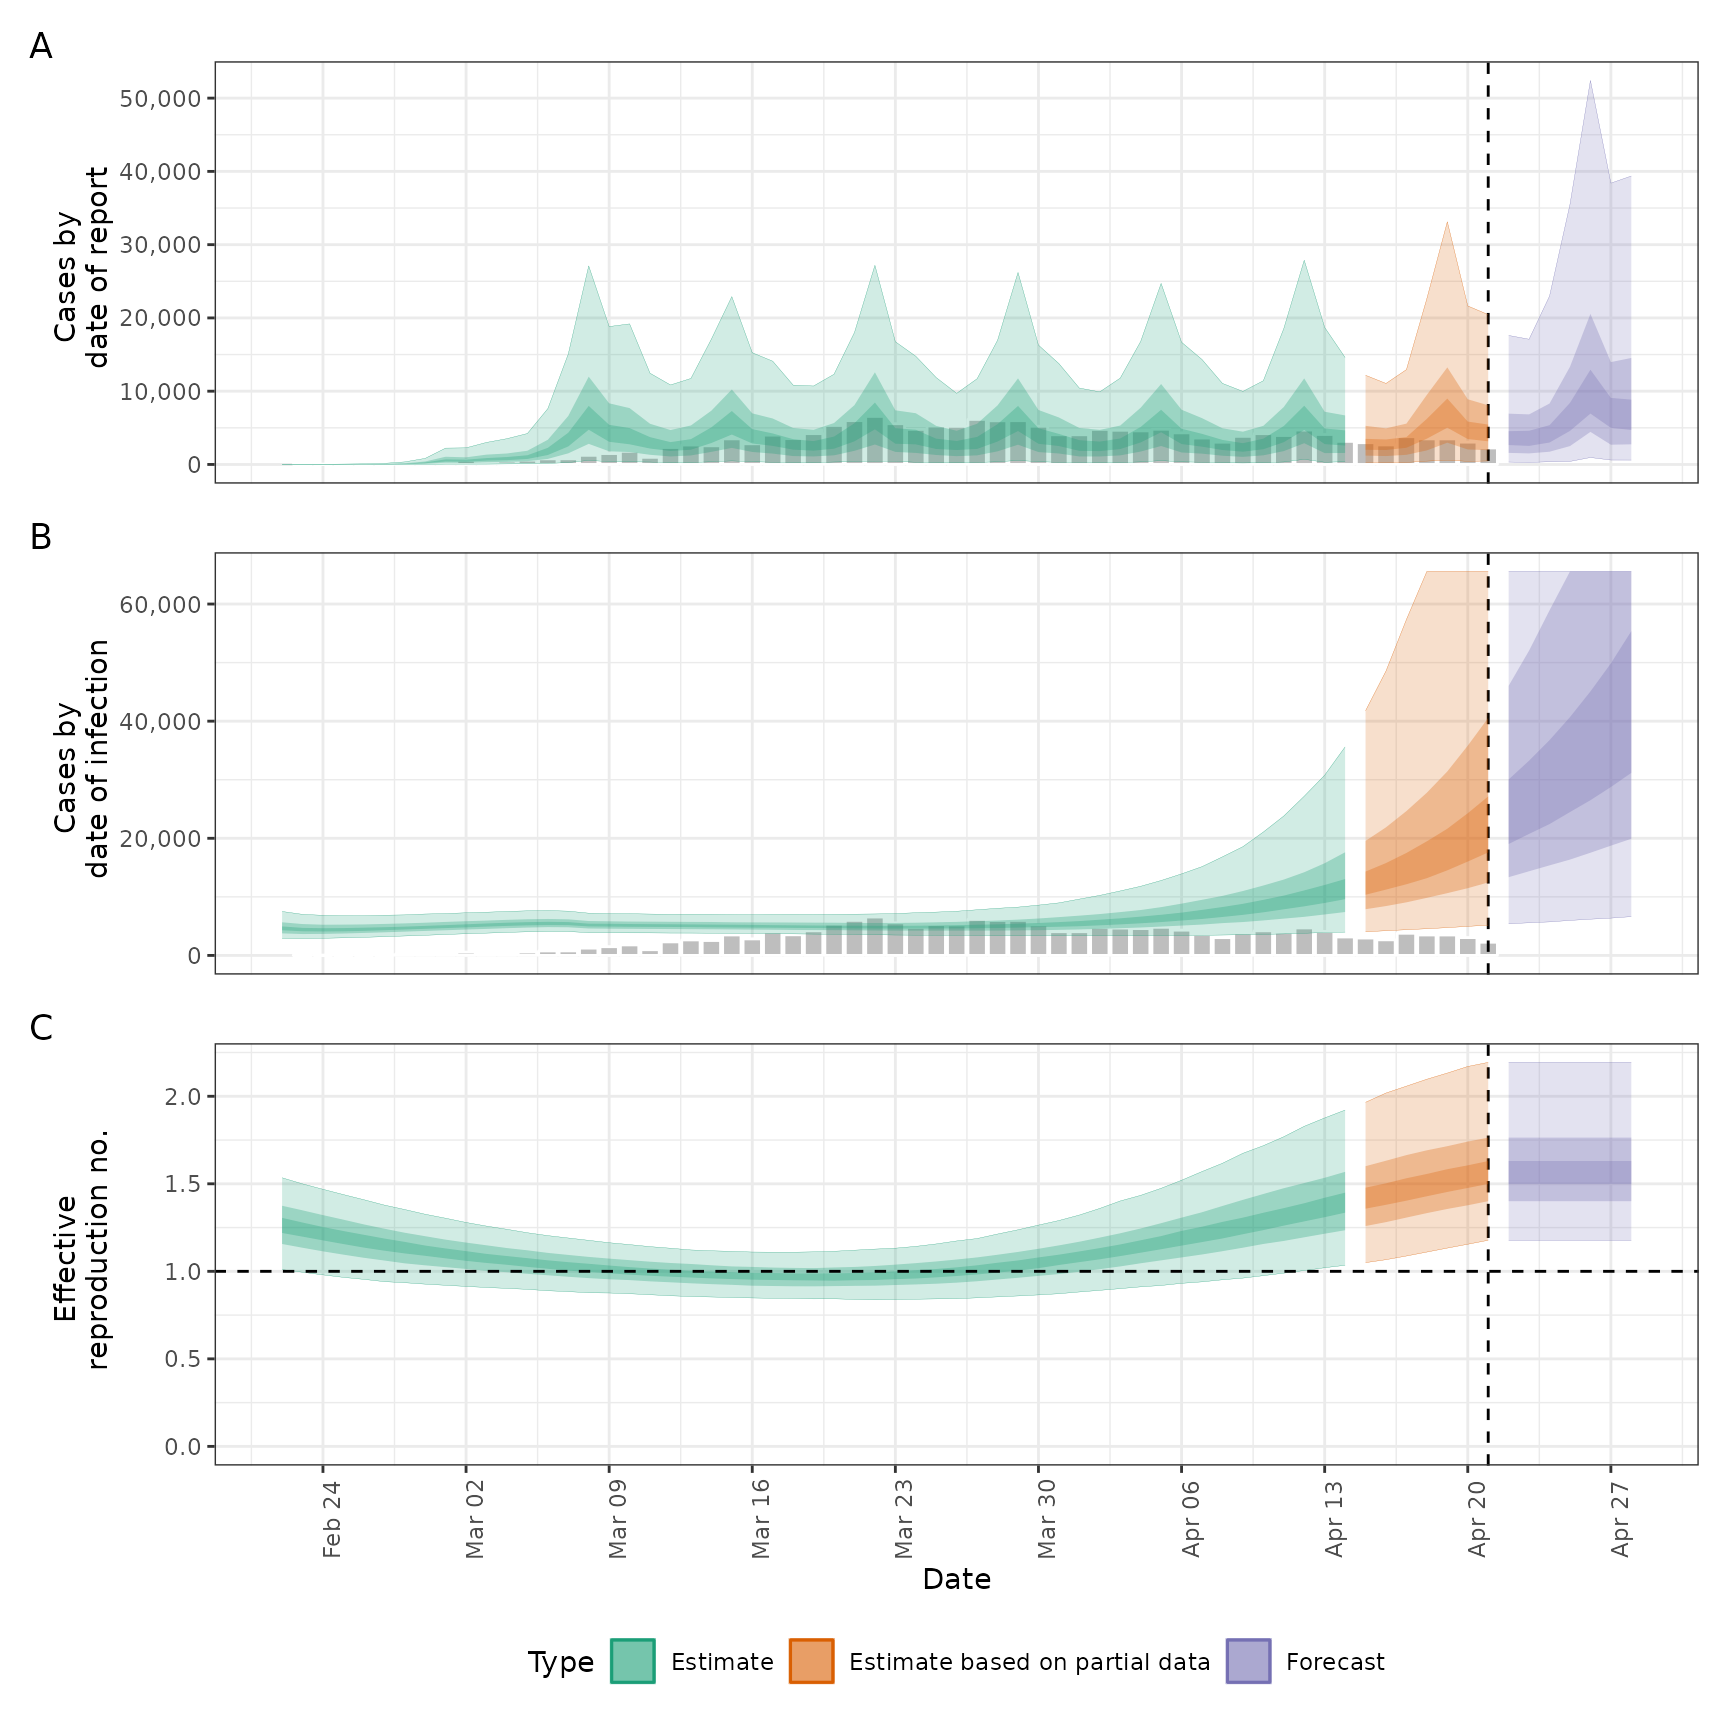 A
50,000
40,000
30,000
20,000
10,000
0
Cases by
date of report
B
60,000
40,000
20,000
0
Cases by
date of infection
C
2.0
1.5
1.0
0.5
0.0
Effective
reproduction no.
Feb 24
Mar 02
Mar 09
Mar 16
Mar 23
Mar 30
Apr 06
Apr 13
Apr 20
Apr 27
Date
Type Estimate Estimate based on partial data Forecast